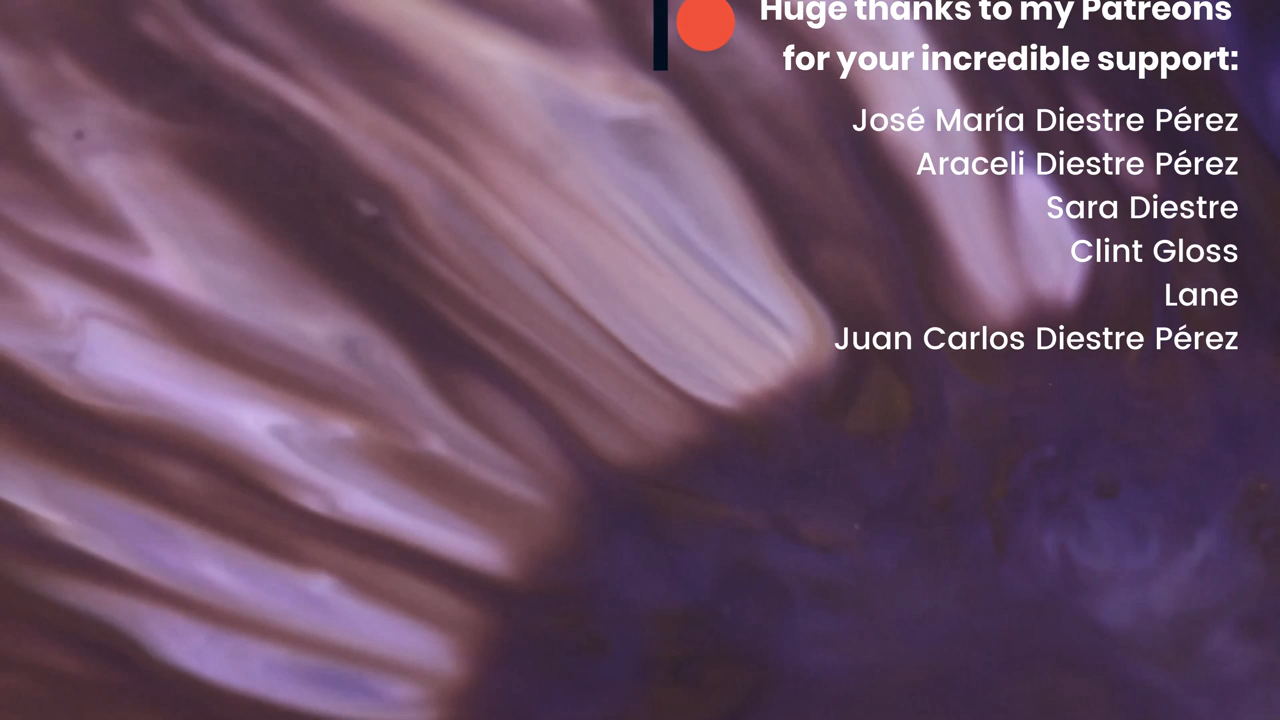 Huge thanks to my Patreons
for your incredible support:
José María Diestre Pérez
Araceli Diestre Pérez
Sara Diestre
Clint Gloss
Lane
Juan Carlos Diestre Pérez